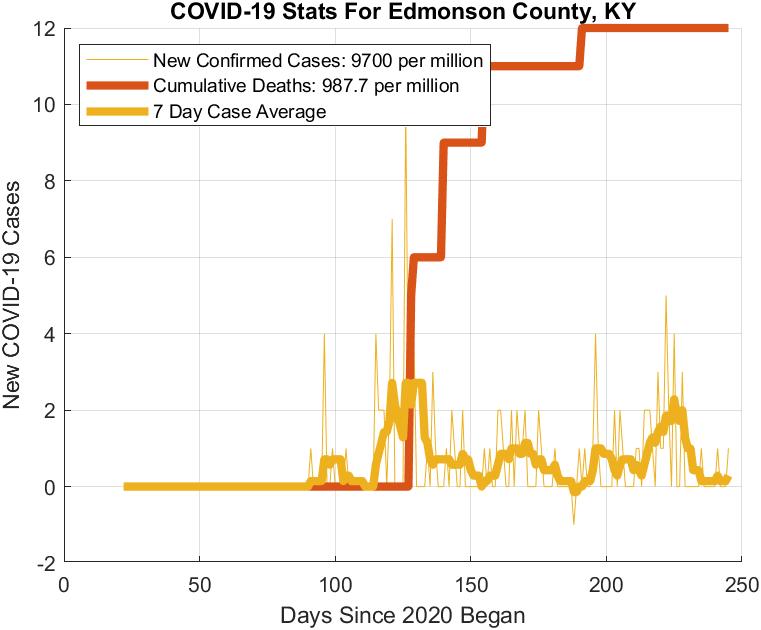 COVID-19 Stats For Edmonson County, KY
New Confirmed Cases: 9700 per million
Cumulative Deaths: 987.7 per million
7 Day Case Average
12
10
8
6
4
2
0
-2
New COVID-19 Cases
0 50 100 150 200 250
Days Since 2020 Began